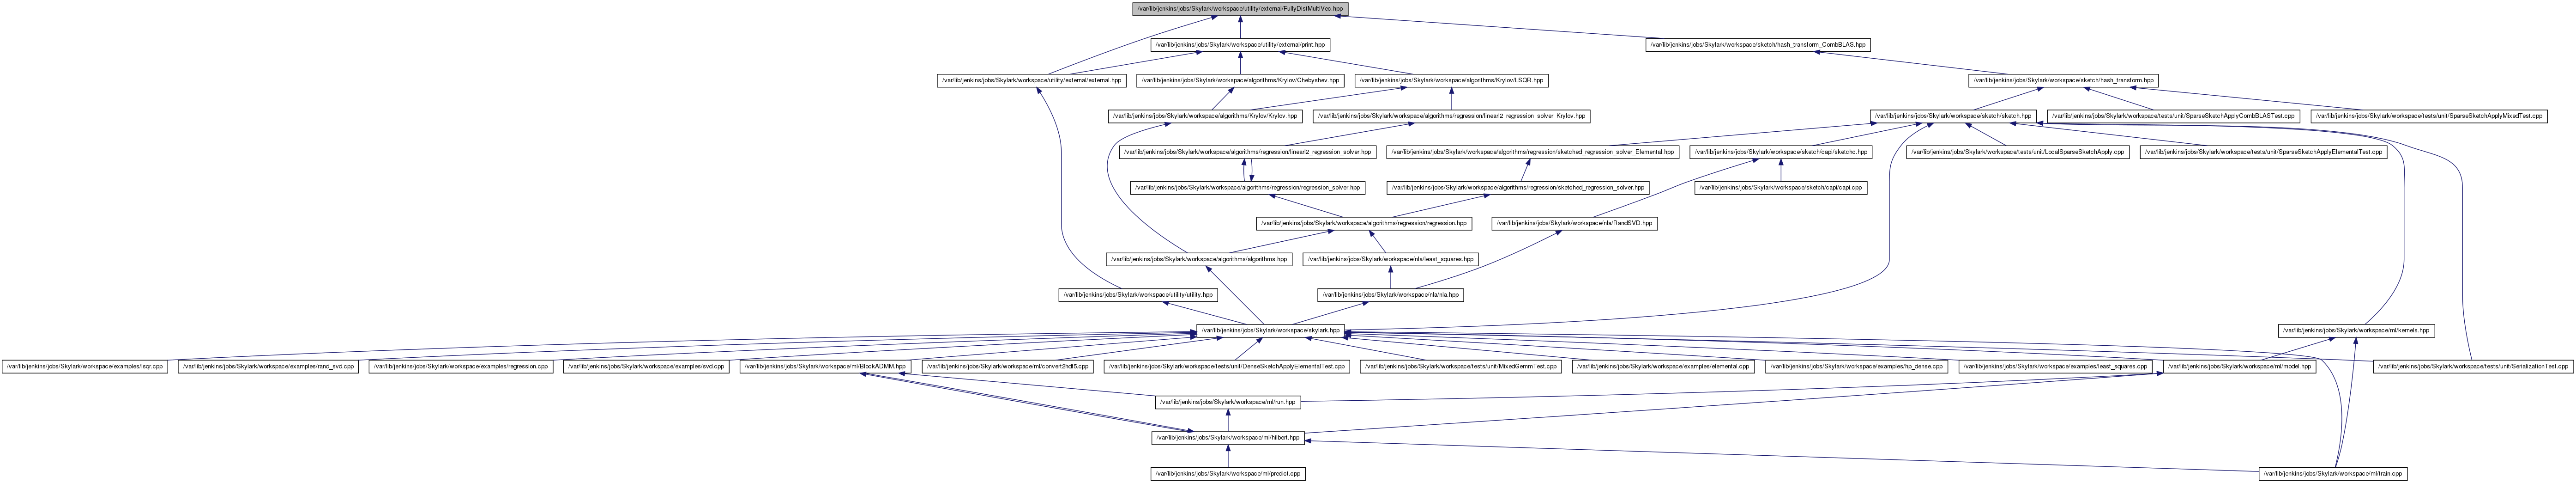 /var/lib/jenkins/jobs/Skylark/workspace/utility/external/FullyDistMultiVec.hpp
/var/lib/jenkins/jobs/Skylark/workspace/utility/external/print.hpp
/var/lib/jenkins/jobs/Skylark/workspace/sketch/hash_transform_CombBLAS.hpp
/var/lib/jenkins/jobs/Skylark/workspace/utility/external/external.hpp
/var/lib/jenkins/jobs/Skylark/workspace/algorithms/Krylov/Chebyshev.hpp
/var/lib/jenkins/jobs/Skylark/workspace/algorithms/Krylov/LSQR.hpp
/var/lib/jenkins/jobs/Skylark/workspace/sketch/hash_transform.hpp
/var/lib/jenkins/jobs/Skylark/workspace/algorithms/Krylov/Krylov.hpp
/var/lib/jenkins/jobs/Skylark/workspace/algorithms/regression/linearl2_regression_solver_Krylov.hpp
/var/lib/jenkins/jobs/Skylark/workspace/sketch/sketch.hpp
/var/lib/jenkins/jobs/Skylark/workspace/tests/unit/SparseSketchApplyCombBLASTest.cpp
/var/lib/jenkins/jobs/Skylark/workspace/tests/unit/SparseSketchApplyMixedTest.cpp
/var/lib/jenkins/jobs/Skylark/workspace/algorithms/regression/linearl2_regression_solver.hpp
/var/lib/jenkins/jobs/Skylark/workspace/algorithms/regression/sketched_regression_solver_Elemental.hpp
/var/lib/jenkins/jobs/Skylark/workspace/sketch/capi/sketchc.hpp
/var/lib/jenkins/jobs/Skylark/workspace/tests/unit/LocalSparseSketchApply.cpp
/var/lib/jenkins/jobs/Skylark/workspace/tests/unit/SparseSketchApplyElementalTest.cpp
/var/lib/jenkins/jobs/Skylark/workspace/algorithms/regression/regression_solver.hpp
/var/lib/jenkins/jobs/Skylark/workspace/algorithms/regression/sketched_regression_solver.hpp
/var/lib/jenkins/jobs/Skylark/workspace/sketch/capi/capi.cpp
/var/lib/jenkins/jobs/Skylark/workspace/algorithms/regression/regression.hpp
/var/lib/jenkins/jobs/Skylark/workspace/nla/RandSVD.hpp
/var/lib/jenkins/jobs/Skylark/workspace/algorithms/algorithms.hpp
/var/lib/jenkins/jobs/Skylark/workspace/nla/least_squares.hpp
/var/lib/jenkins/jobs/Skylark/workspace/utility/utility.hpp
/var/lib/jenkins/jobs/Skylark/workspace/nla/nla.hpp
/var/lib/jenkins/jobs/Skylark/workspace/skylark.hpp
/var/lib/jenkins/jobs/Skylark/workspace/ml/kernels.hpp
/var/lib/jenkins/jobs/Skylark/workspace/examples/lsqr.cpp
/var/lib/jenkins/jobs/Skylark/workspace/examples/rand_svd.cpp
/var/lib/jenkins/jobs/Skylark/workspace/examples/regression.cpp
/var/lib/jenkins/jobs/Skylark/workspace/examples/svd.cpp
/var/lib/jenkins/jobs/Skylark/workspace/ml/BlockADMM.hpp
/var/lib/jenkins/jobs/Skylark/workspace/ml/convert2hdf5.cpp
/var/lib/jenkins/jobs/Skylark/workspace/tests/unit/DenseSketchApplyElementalTest.cpp
/var/lib/jenkins/jobs/Skylark/workspace/tests/unit/MixedGemmTest.cpp
/var/lib/jenkins/jobs/Skylark/workspace/examples/elemental.cpp
/var/lib/jenkins/jobs/Skylark/workspace/examples/hp_dense.cpp
/var/lib/jenkins/jobs/Skylark/workspace/examples/least_squares.cpp
/var/lib/jenkins/jobs/Skylark/workspace/ml/model.hpp
/var/lib/jenkins/jobs/Skylark/workspace/tests/unit/SerializationTest.cpp
/var/lib/jenkins/jobs/Skylark/workspace/ml/run.hpp
/var/lib/jenkins/jobs/Skylark/workspace/ml/hilbert.hpp
/var/lib/jenkins/jobs/Skylark/workspace/ml/predict.cpp
/var/lib/jenkins/jobs/Skylark/workspace/ml/train.cpp